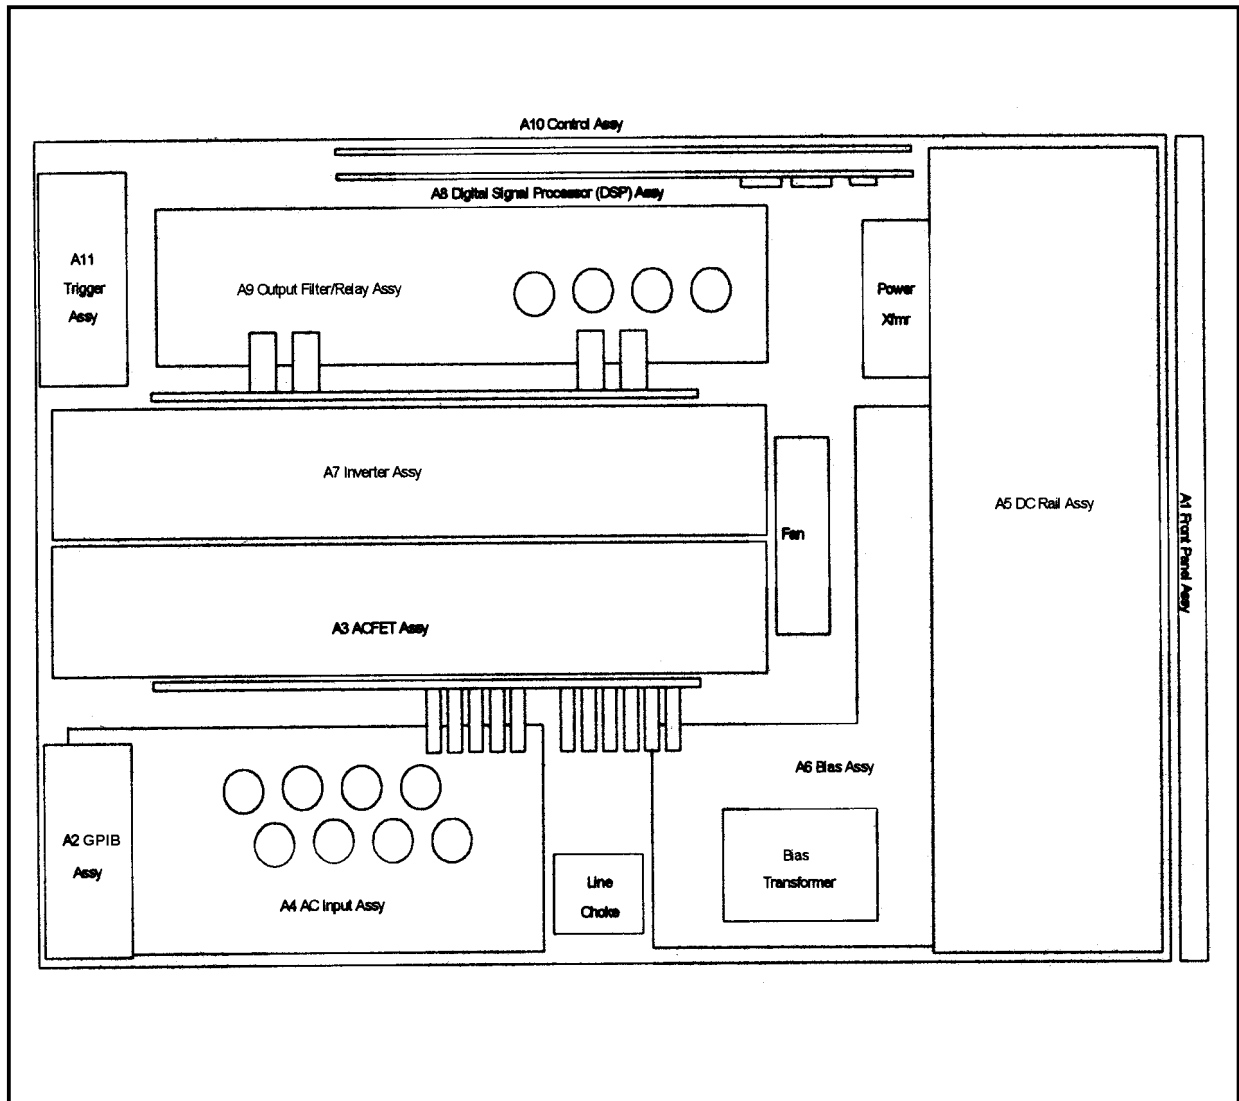 A10 Control Assy
A8 Digital Signal Processor (DSP) Assy
A11
Trigger
Assy
A9 Output Filter/Relay Assy
Power
Xfmr
A7 Inverter Assy
Fan
A5 DC Rail Assy
A1 Front Panel Assy
A3 ACFET Assy
A6 Bias Assy
A2 GPIB
Assy
A4 AC Input Assy
Line
Choke
Bias
Transformer